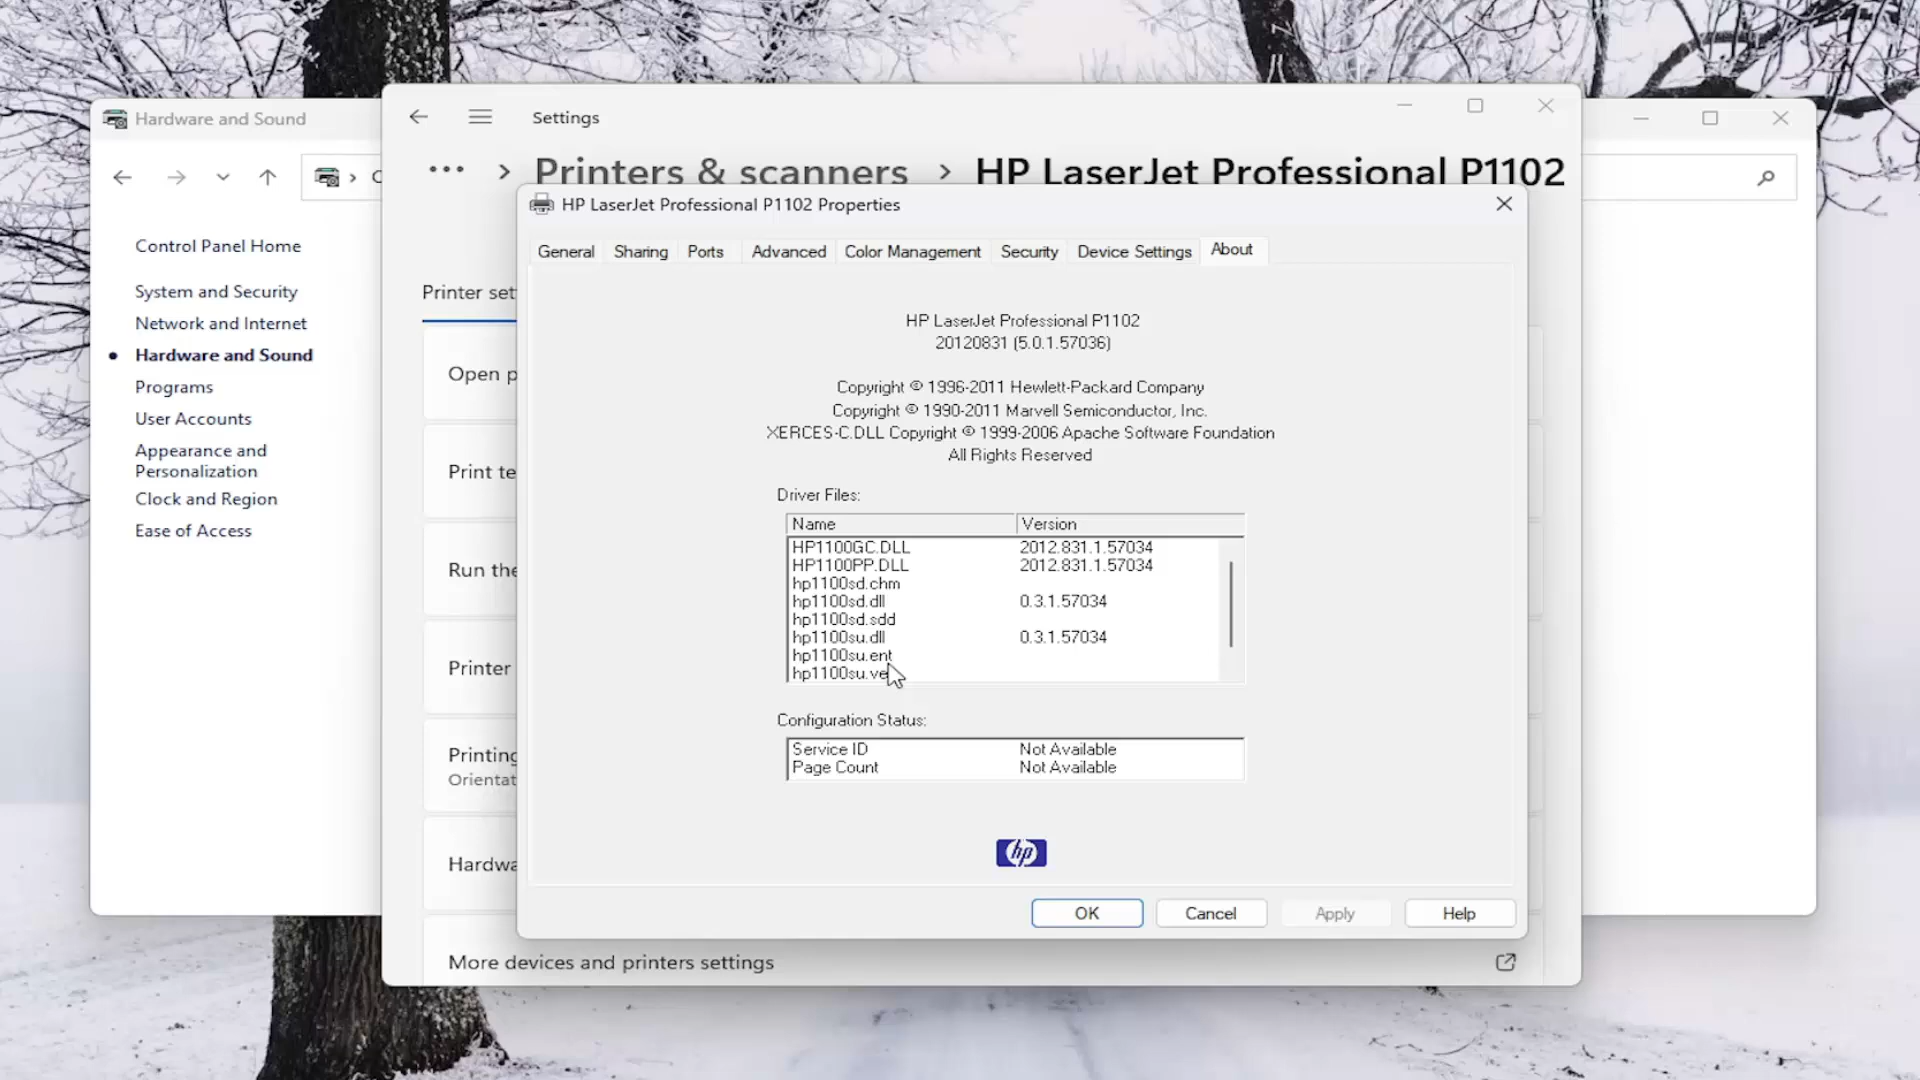 Hardware and Sound
Control Panel Home
System and Security
Network and Internet
Hardware and Sound
Programs
User Accounts
Appearance and
Personalization
Clock and Region
Ease of Access
Settings
Printers & scanners > HP LaserJet Professional P1102
Printer set
Open p
Print te
Run the
Printer
Printing
Orientat
Hardwa
More devices and printers settings
HP LaserJet Professional P1102 Properties
General Sharing Ports Advanced Color Management Security Device Settings About
HP LaserJet Professional P1102
20120831 (5.0.1.57036)
Copyright © 1996-2011 Hewlett-Packard Company
Copyright © 1990-2011 Marvell Semiconductor, Inc.
XERCES-C.DLL Copyright © 1999-2006 Apache Software Foundation
All Rights Reserved
Driver Files:
Name Version
HP1100GC.DLL 2012.831.1.57034
HP1100PP.DLL 2012.831.1.57034
hp1100sd.chm
hp1100sd.dll 0.3.1.57034
hp1100sd.sdd
hp1100su.dll 0.3.1.57034
hp1100su.ent
hp1100su.ve
Configuration Status:
Service ID Not Available
Page Count Not Available
hp
OK Cancel Apply Help